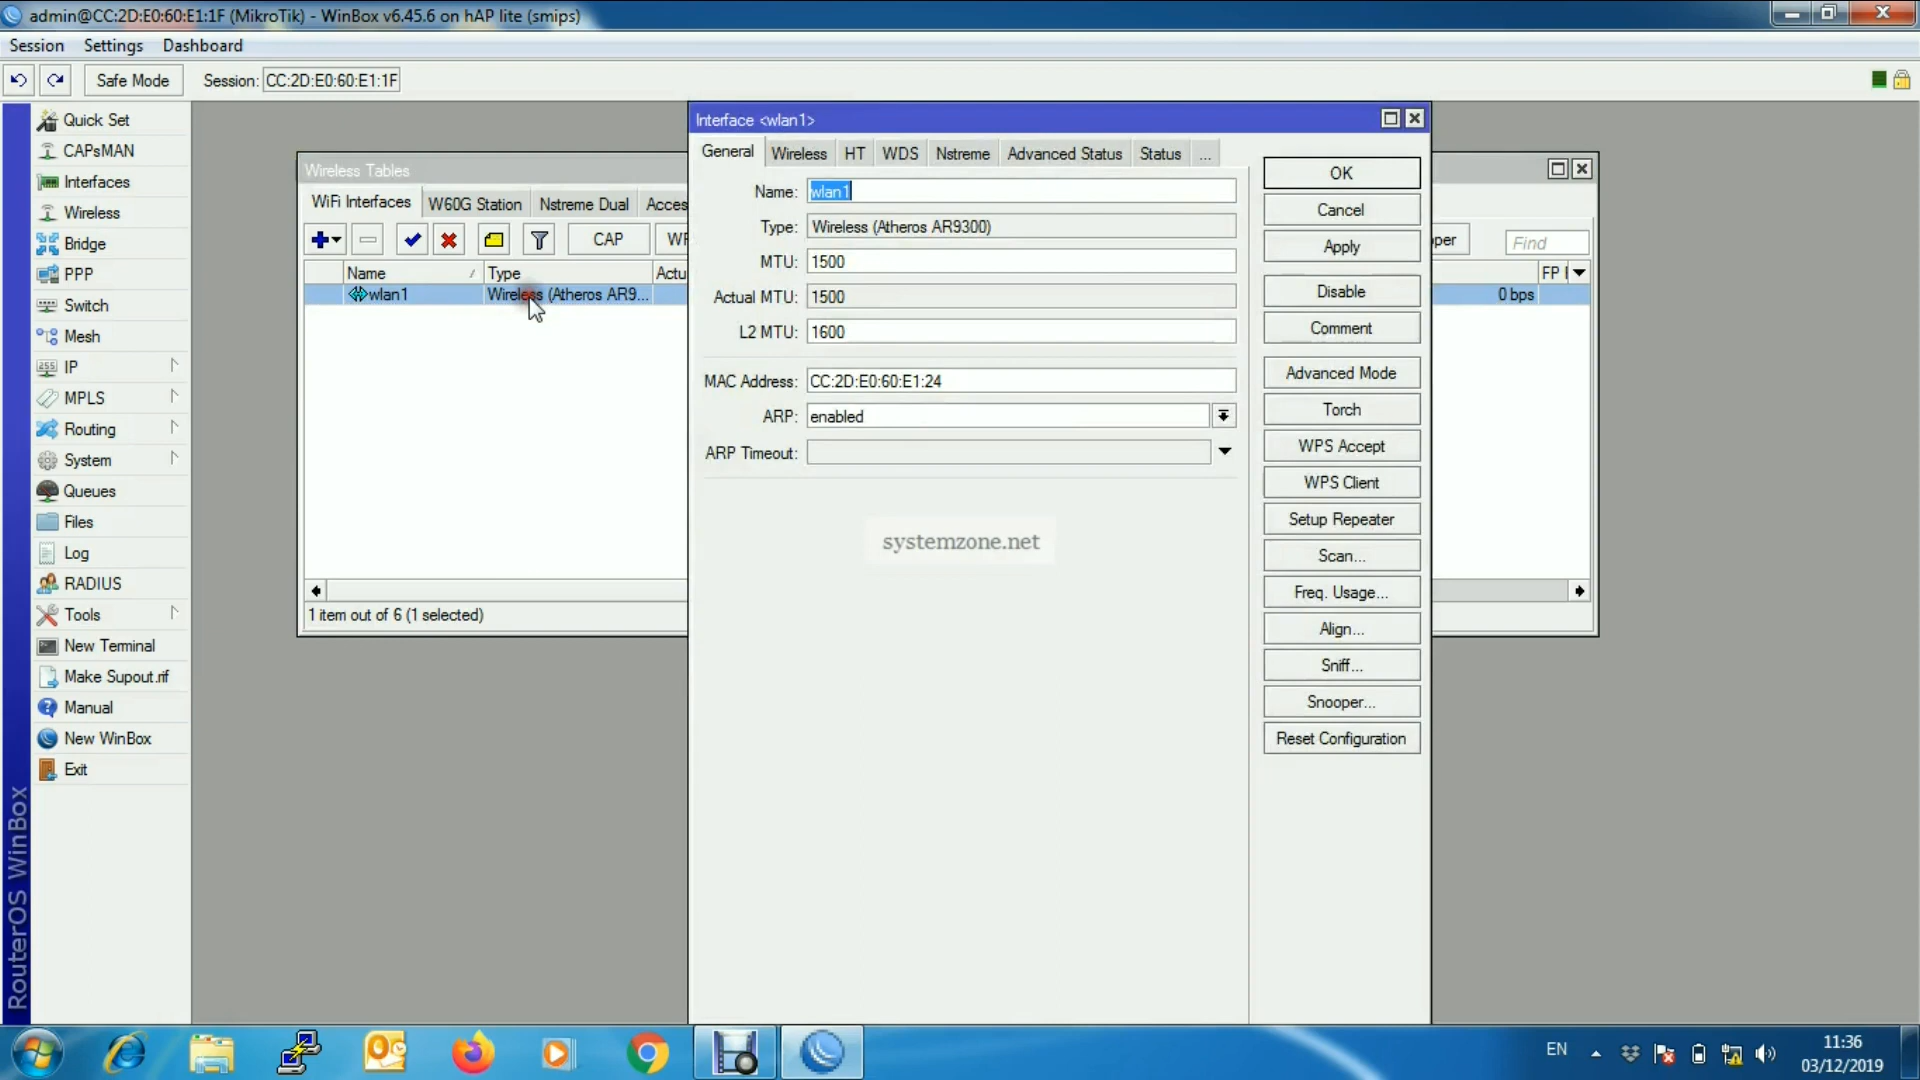 admin@CC:2D:E0:60:E1:1F (MikroTik) - WinBox v6.45.6 on hAP lite (smips)
Session Settings Dashboard
Safe Mode Session: CC:2D:E0:60:E1:1F
Quick Set
CAPsMAN
Interfaces
Wireless
Bridge
PPP
Switch
Mesh
IP
MPLS
Routing
System
Queues
Files
Log
RADIUS
Tools
New Terminal
Make Supout.rif
Manual
New WinBox
Exit
RouterOS WinBox
Wireless Tables
WiFi Interfaces W60G Station Nstreme Dual
CAP
Find
Name Type
FP
wlan1 Wireless (Atheros AR9...
0 bps
1 item out of 6 (1 selected)
Interface <wlan1>
General Wireless HT WDS Nstreme Advanced Status Status ...
Name: wlan1
Type: Wireless (Atheros AR9300)
MTU: 1500
Actual MTU: 1500
L2 MTU: 1600
MAC Address: CC:2D:E0:60:E1:24
ARP: enabled
ARP Timeout:
OK
Cancel
Apply
Disable
Comment
Advanced Mode
Torch
WPS Accept
WPS Client
Setup Repeater
Scan...
Freq. Usage...
Align...
Sniff...
Snooper...
Reset Configuration
systemzone.net
EN
11:36
03/12/2019